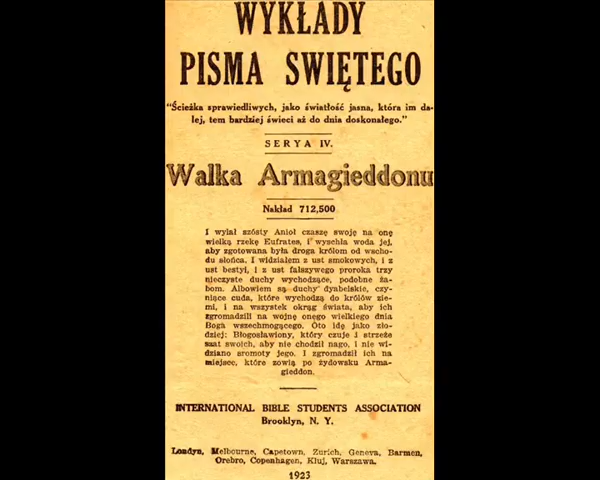 WYKŁADY
PISMA SWIĘTEGO
"Ścieżka sprawiedliwych, jako światłość jasna, która im da-
lej, tem bardziej świeci aż do dnia doskonałego."
SERYA IV.
Walka Armagieddonu
Nakład 712,500
I wylał szósty Anioł czaszę swoję na onę
wielką rzekę Eufrates, i wyschła woda jej,
aby zgotowana była droga królom od wscho-
du słońca. I widziałem z ust smokowych, i z
ust bestyi, i z ust fałszywego proroka trzy
nieczyste duchy wychodzące, podobne ża-
bom. Albowiem są duchy dyabelskie, czy-
niące cuda, które wychodzą do królów zie-
mi, i na wszystek okrąg świata, aby ich
zgromadzili na wojnę onego wielkiego dnia
Boga wszechmogącego. Oto idę jako zło-
dziej: Błogosławiony, który czuje i strzeże
szat swoich, aby nie chodził nago, i nie wi-
dziano sromoty jego. I zgromadził ich na
miejsce, które zowią po żydowsku Arma-
gieddon.
INTERNATIONAL BIBLE STUDENTS ASSOCIATION
Brooklyn, N. Y.
Londyn, Melbourne, Capetown, Zurich, Geneva, Barmen,
Orebro, Copenhagen, Kluj, Warszawa.
1923